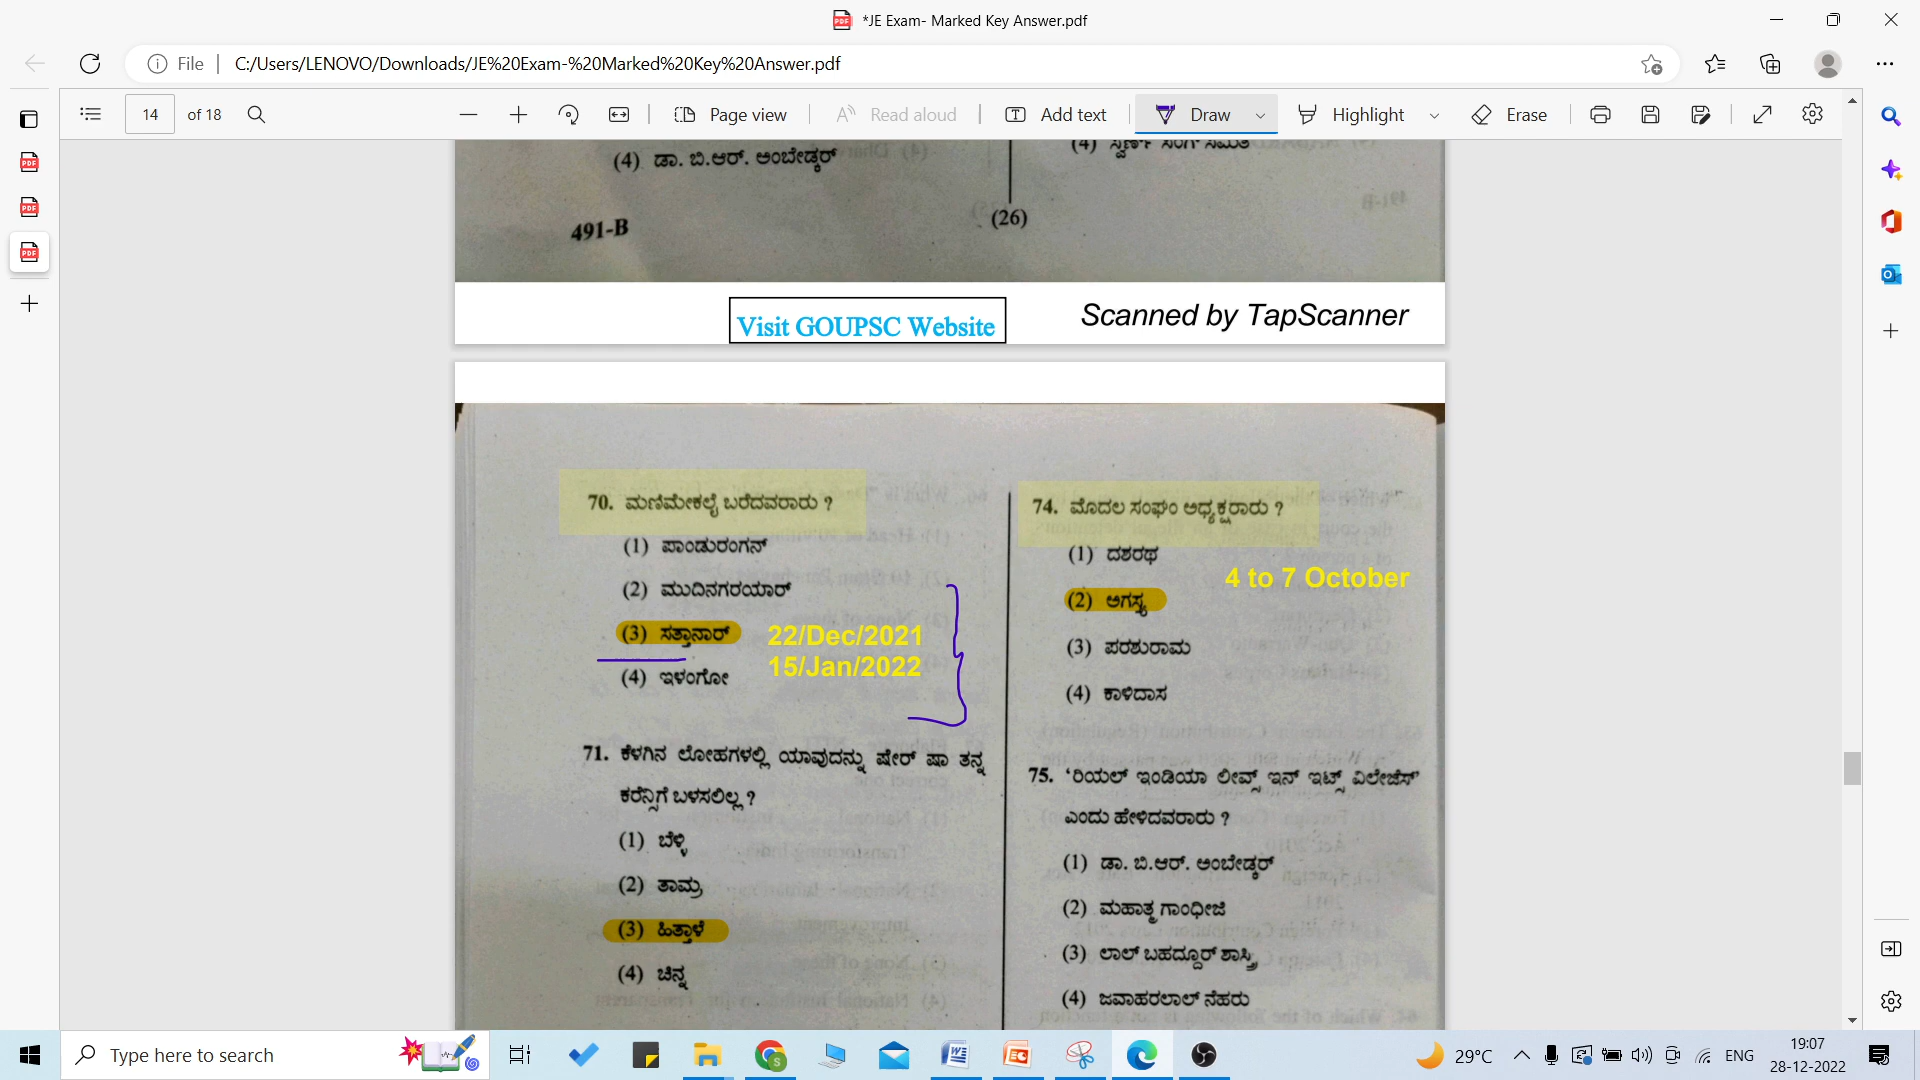 *JE Exam- Marked Key Answer.pdf
File
C:/Users/LENOVO/Downloads/JE%20Exam-%20Marked%20Key%20Answer.pdf
14 of 18
Page view
Read aloud
Add text
Draw
Highlight
Erase
(4) ಡಾ. ಬಿ.ಆರ್. ಅಂಬೇಡ್ಕರ್
(4) ಸ್ವರ್ಣ್ ಸಿಂಗ್ ಸಮಿತಿ
491-B
(26)
Visit GOUPSC Website
Scanned by TapScanner
70. ಮಣಿಮೇಕಲೈ ಬರೆದವರಾರು ?
(1) ಪಾಂಡುರಂಗನ್
(2) ಮುದಿನಗರಯಾರ್
(3) ಸತ್ತಾನಾರ್
22/Dec/2021
15/Jan/2022
(4) ಇಳಂಗೋ
71. ಕೆಳಗಿನ ಲೋಹಗಳಲ್ಲಿ ಯಾವುದನ್ನು ಷೇರ್ ಷಾ ತನ್ನ
ಕರೆನ್ಸಿಗೆ ಬಳಸಲಿಲ್ಲ ?
(1) ಬೆಳ್ಳಿ
(2) ತಾಮ್ರ
(3) ಹಿತ್ತಾಳೆ
(4) ಚಿನ್ನ
74. ಮೊದಲ ಸಂಘಂ ಅಧ್ಯಕ್ಷರಾರು ?
(1) ದಶರಥ
4 to 7 October
(2) ಅಗಸ್ತ್ಯ
(3) ಪರಶುರಾಮ
(4) ಕಾಳಿದಾಸ
75. ‘ರಿಯಲ್ ಇಂಡಿಯಾ ಲೀವ್ಸ್ ಇನ್ ಇಟ್ಸ್ ವಿಲೇಜಸ್’
ಎಂದು ಹೇಳಿದವರಾರು ?
(1) ಡಾ. ಬಿ.ಆರ್. ಅಂಬೇಡ್ಕರ್
(2) ಮಹಾತ್ಮ ಗಾಂಧೀಜಿ
(3) ಲಾಲ್ ಬಹದ್ದೂರ್ ಶಾಸ್ತ್ರಿ
(4) ಜವಾಹರಲಾಲ್ ನೆಹರು
Type here to search
29°C
ENG
19:07
28-12-2022